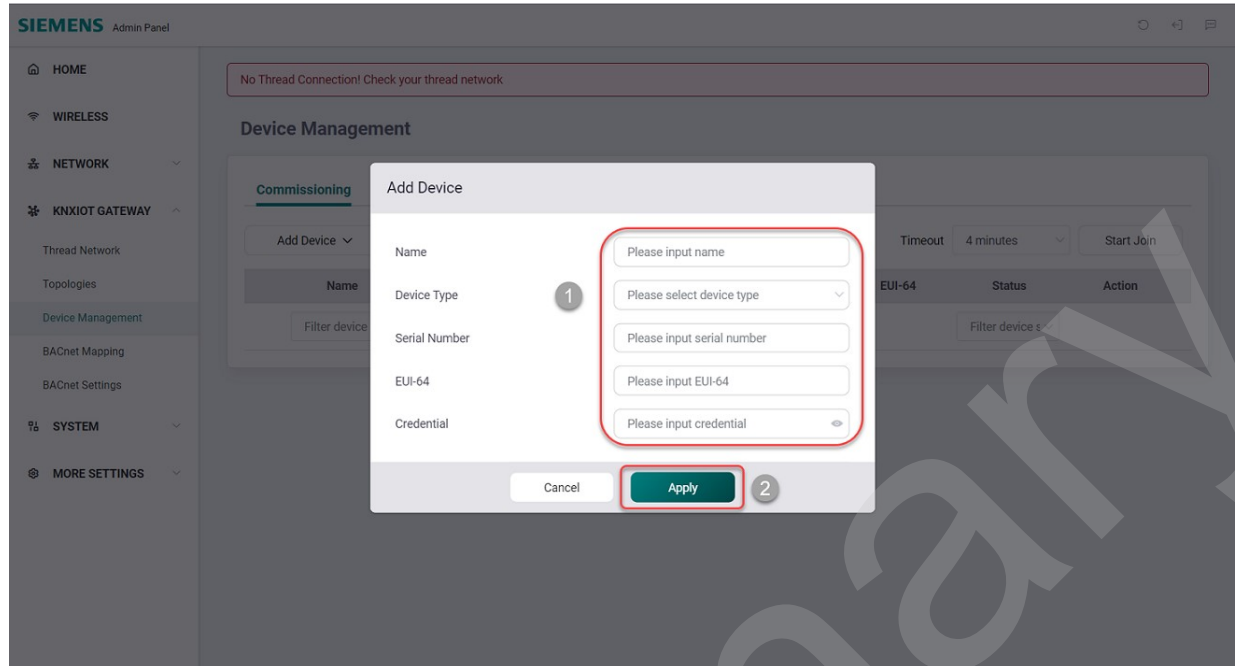 SIEMENS Admin Panel
HOME
No Thread Connection! Check your thread network
WIRELESS
Device Management
NETWORK
Commissioning
Add Device
KNXIOT GATEWAY
Add Device
Name
Please input name
Timeout 4 minutes
Start Join
Thread Network
Topologies
Name
Device Type
1
Please select device type
EUI-64
Status
Action
Device Management
Filter device
Serial Number
Please input serial number
Filter device s
BACnet Mapping
BACnet Settings
EUI-64
Please input EUI-64
SYSTEM
Credential
Please input credential
MORE SETTINGS
Cancel
Apply
2